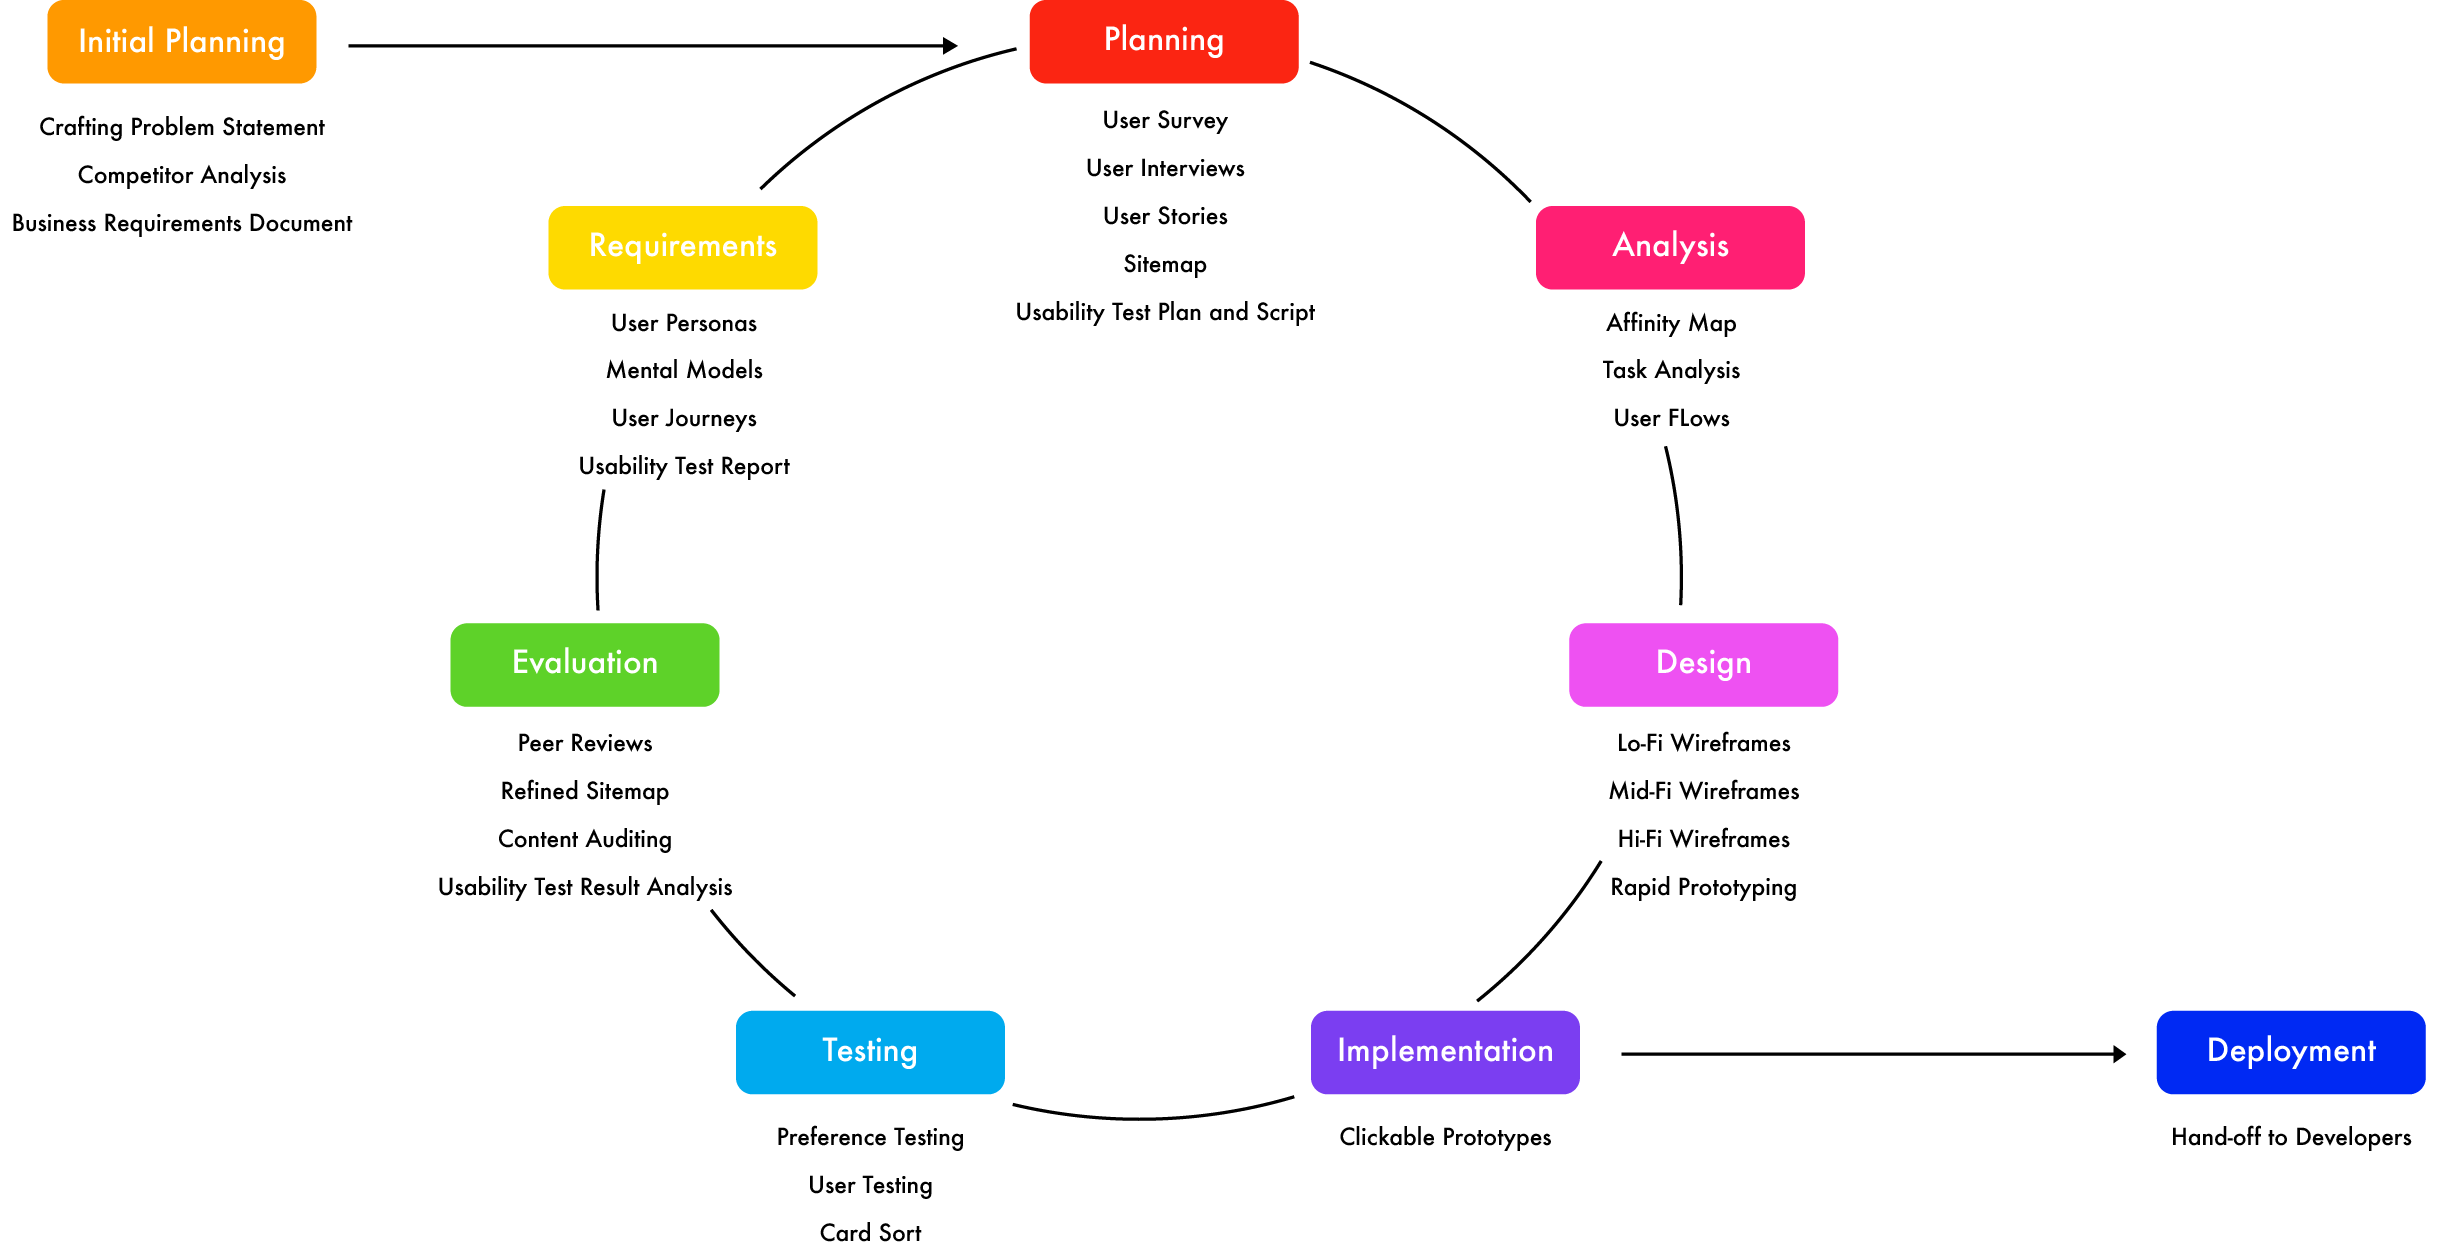 Initial Planning
Crafting Problem Statement
Competitor Analysis
Business Requirements Document
Planning
User Survey
User Interviews
User Stories
Sitemap
Usability Test Plan and Script
Analysis
Affinity Map
Task Analysis
User FLows
Design
Lo-Fi Wireframes
Mid-Fi Wireframes
Hi-Fi Wireframes
Rapid Prototyping
Implementation
Clickable Prototypes
Deployment
Hand-off to Developers
Testing
Preference Testing
User Testing
Card Sort
Evaluation
Peer Reviews
Refined Sitemap
Content Auditing
Usability Test Result Analysis
Requirements
User Personas
Mental Models
User Journeys
Usability Test Report